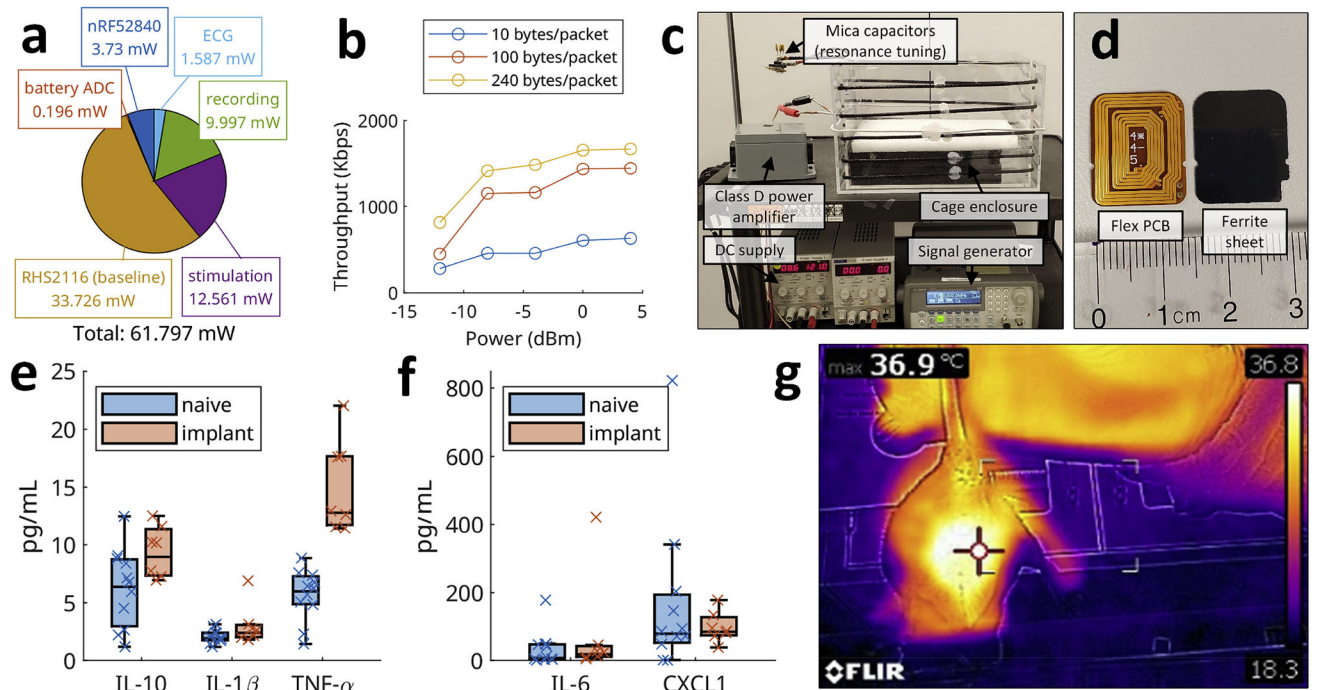 a
nRF52840
3.73 mW
ECG
1.587 mW
battery ADC
0.196 mW
recording
9.997 mW
RHS2116 (baseline)
33.726 mW
stimulation
12.561 mW
Total: 61.797 mW
b
10 bytes/packet
100 bytes/packet
240 bytes/packet
Throughput (Kbps)
2000
1000
0
-15
-10
-5
0
5
Power (dBm)
c
Mica capacitors
(resonance tuning)
Class D power
amplifier
Cage enclosure
DC supply
Signal generator
d
4
4-
5.
Flex PCB
Ferrite
sheet
0
1cm
2
3
e
25
20
15
10
5
0
pg/mL
naive
implant
IL-10
IL-1β
TNF-α
f
800
600
400
200
0
pg/mL
naive
implant
IL-6
CXCL1
g
max 36.9 °C
36.8
18.3
FLIR